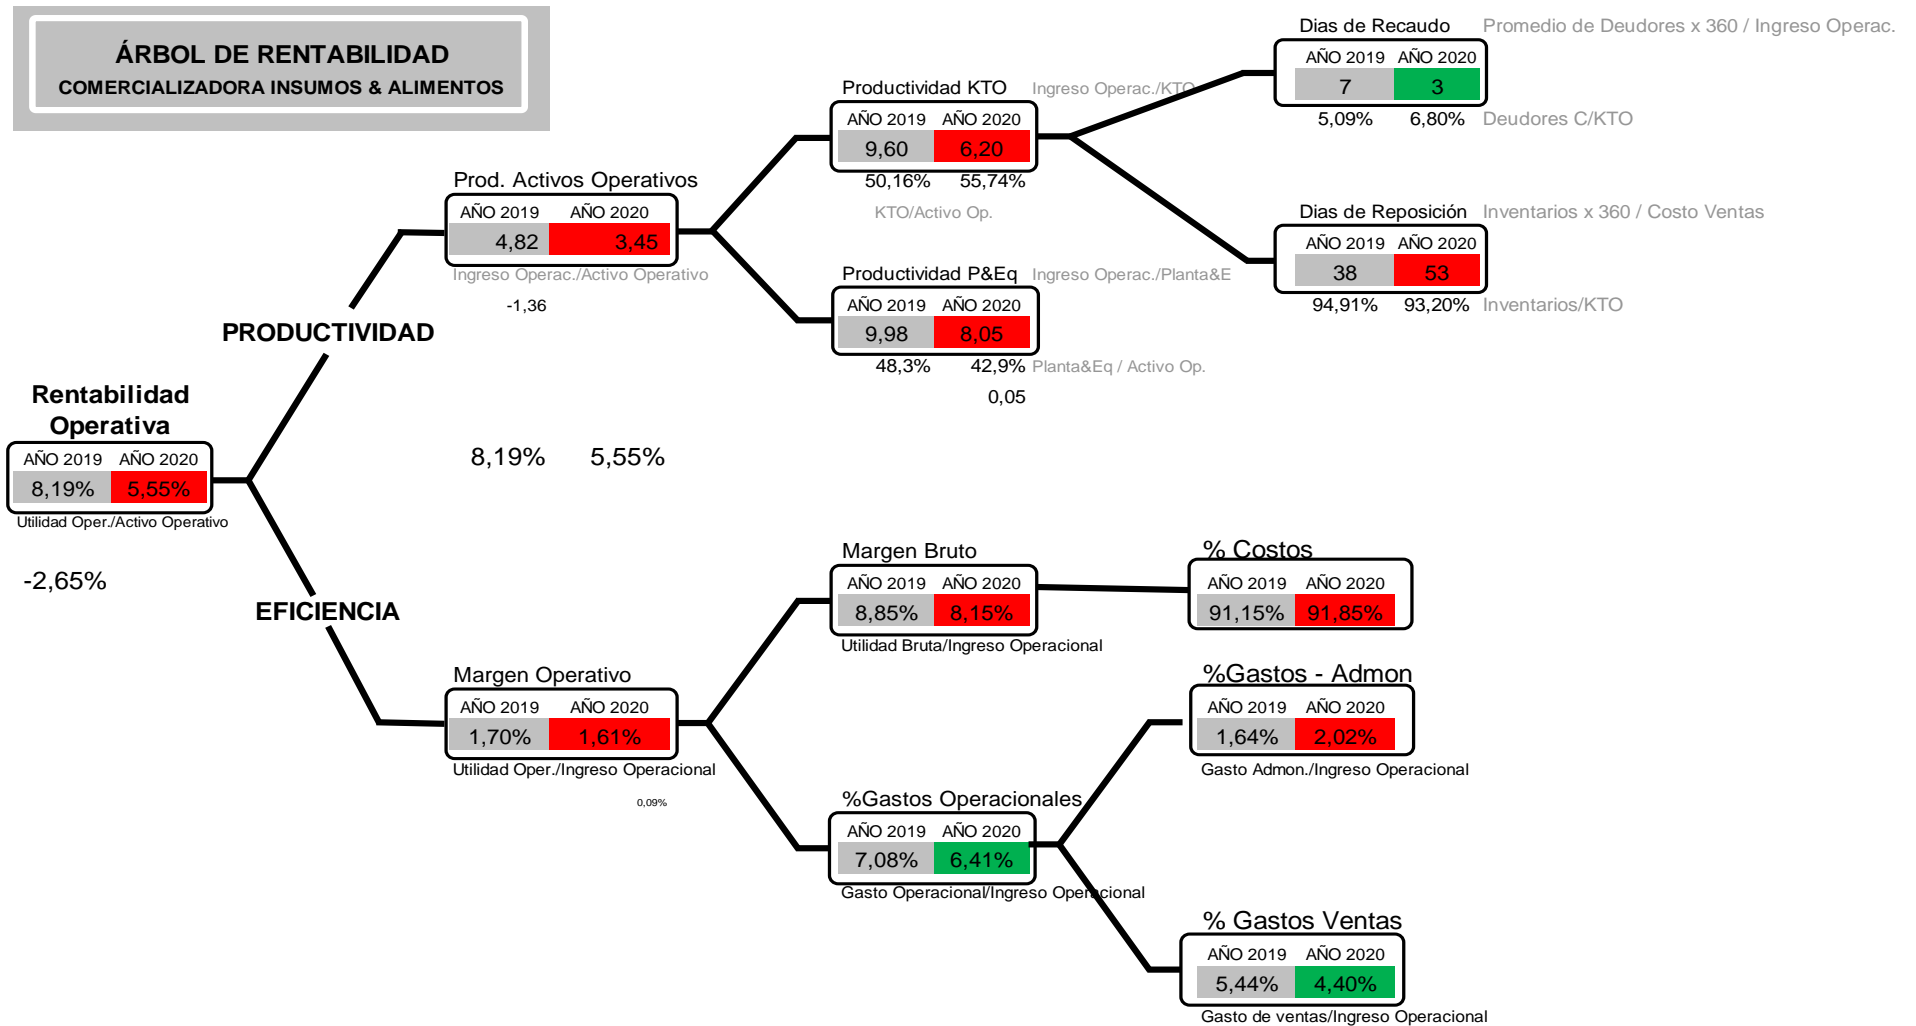 ÁRBOL DE RENTABILIDAD
COMERCIALIZADORA INSUMOS & ALIMENTOS
Dias de Recaudo
Promedio de Deudores x 360 / Ingreso Operac.
AÑO 2019 AÑO 2020
7 3
5,09% 6,80% Deudores C/KTO
Productividad KTO Ingreso Operac./KTO
AÑO 2019 AÑO 2020
9,60 6,20
50,16% 55,74%
KTO/Activo Op.
Prod. Activos Operativos
AÑO 2019 AÑO 2020
4,82 3,45
Ingreso Operac./Activo Operativo
-1,36
Dias de Reposición Inventarios x 360 / Costo Ventas
AÑO 2019 AÑO 2020
38 53
94,91% 93,20% Inventarios/KTO
Productividad P&Eq Ingreso Operac./Planta&E
AÑO 2019 AÑO 2020
9,98 8,05
48,3% 42,9% Planta&Eq / Activo Op.
0,05
PRODUCTIVIDAD
Rentabilidad
Operativa
AÑO 2019 AÑO 2020
8,19% 5,55%
Utilidad Oper./Activo Operativo
-2,65%
8,19% 5,55%
EFICIENCIA
Margen Bruto
AÑO 2019 AÑO 2020
8,85% 8,15%
Utilidad Bruta/Ingreso Operacional
% Costos
AÑO 2019 AÑO 2020
91,15% 91,85%
Margen Operativo
AÑO 2019 AÑO 2020
1,70% 1,61%
Utilidad Oper./Ingreso Operacional
0,09%
%Gastos - Admon
AÑO 2019 AÑO 2020
1,64% 2,02%
Gasto Admon./Ingreso Operacional
%Gastos Operacionales
AÑO 2019 AÑO 2020
7,08% 6,41%
Gasto Operacional/Ingreso Operacional
% Gastos Ventas
AÑO 2019 AÑO 2020
5,44% 4,40%
Gasto de ventas/Ingreso Operacional